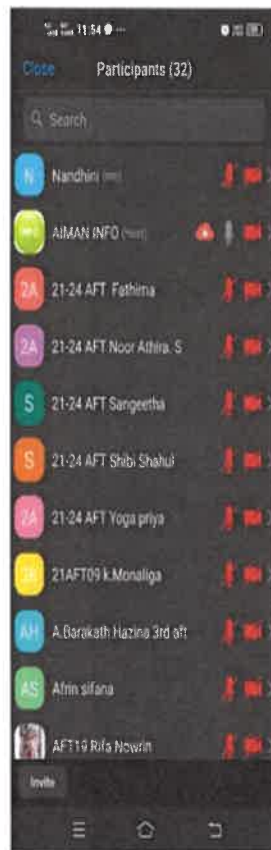 11:54
Close Participants (32)
Search
N Nandhini (me)
AIMAN INFO (Host)
2A 21-24 AFT Fathima
2A 21-24 AFT Noor Athira. S
S 21-24 AFT Sangeetha
S 21-24 AFT Shibi Shahul
2A 21-24 AFT Yoga priya
21AFT09 k.Monaliga
AH A.Barakath Hazina 3rd aft
AS Afrin sifana
AFT19 Rifa Nowrin
Invite